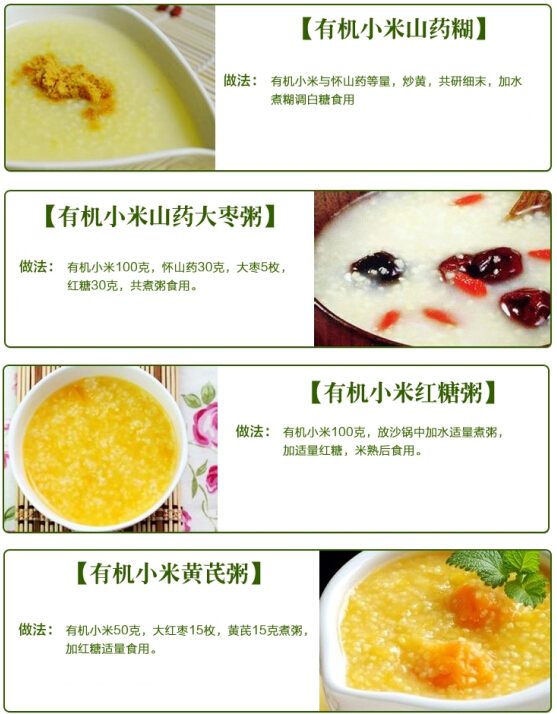 【有机小米山药糊】
做法： 有机小米与怀山药等量，炒黄，共研细末，加水
煮糊调白糖食用
【有机小米山药大枣粥】
做法： 有机小米100克，怀山药30克，大枣5枚，
红糖30克，共煮粥食用。
【有机小米红糖粥】
做法： 有机小米100克，放沙锅中加水适量煮粥，
加适量红糖，米熟后食用。
【有机小米黄芪粥】
做法： 有机小米50克，大红枣15枚，黄芪15克煮粥，
加红糖适量食用。